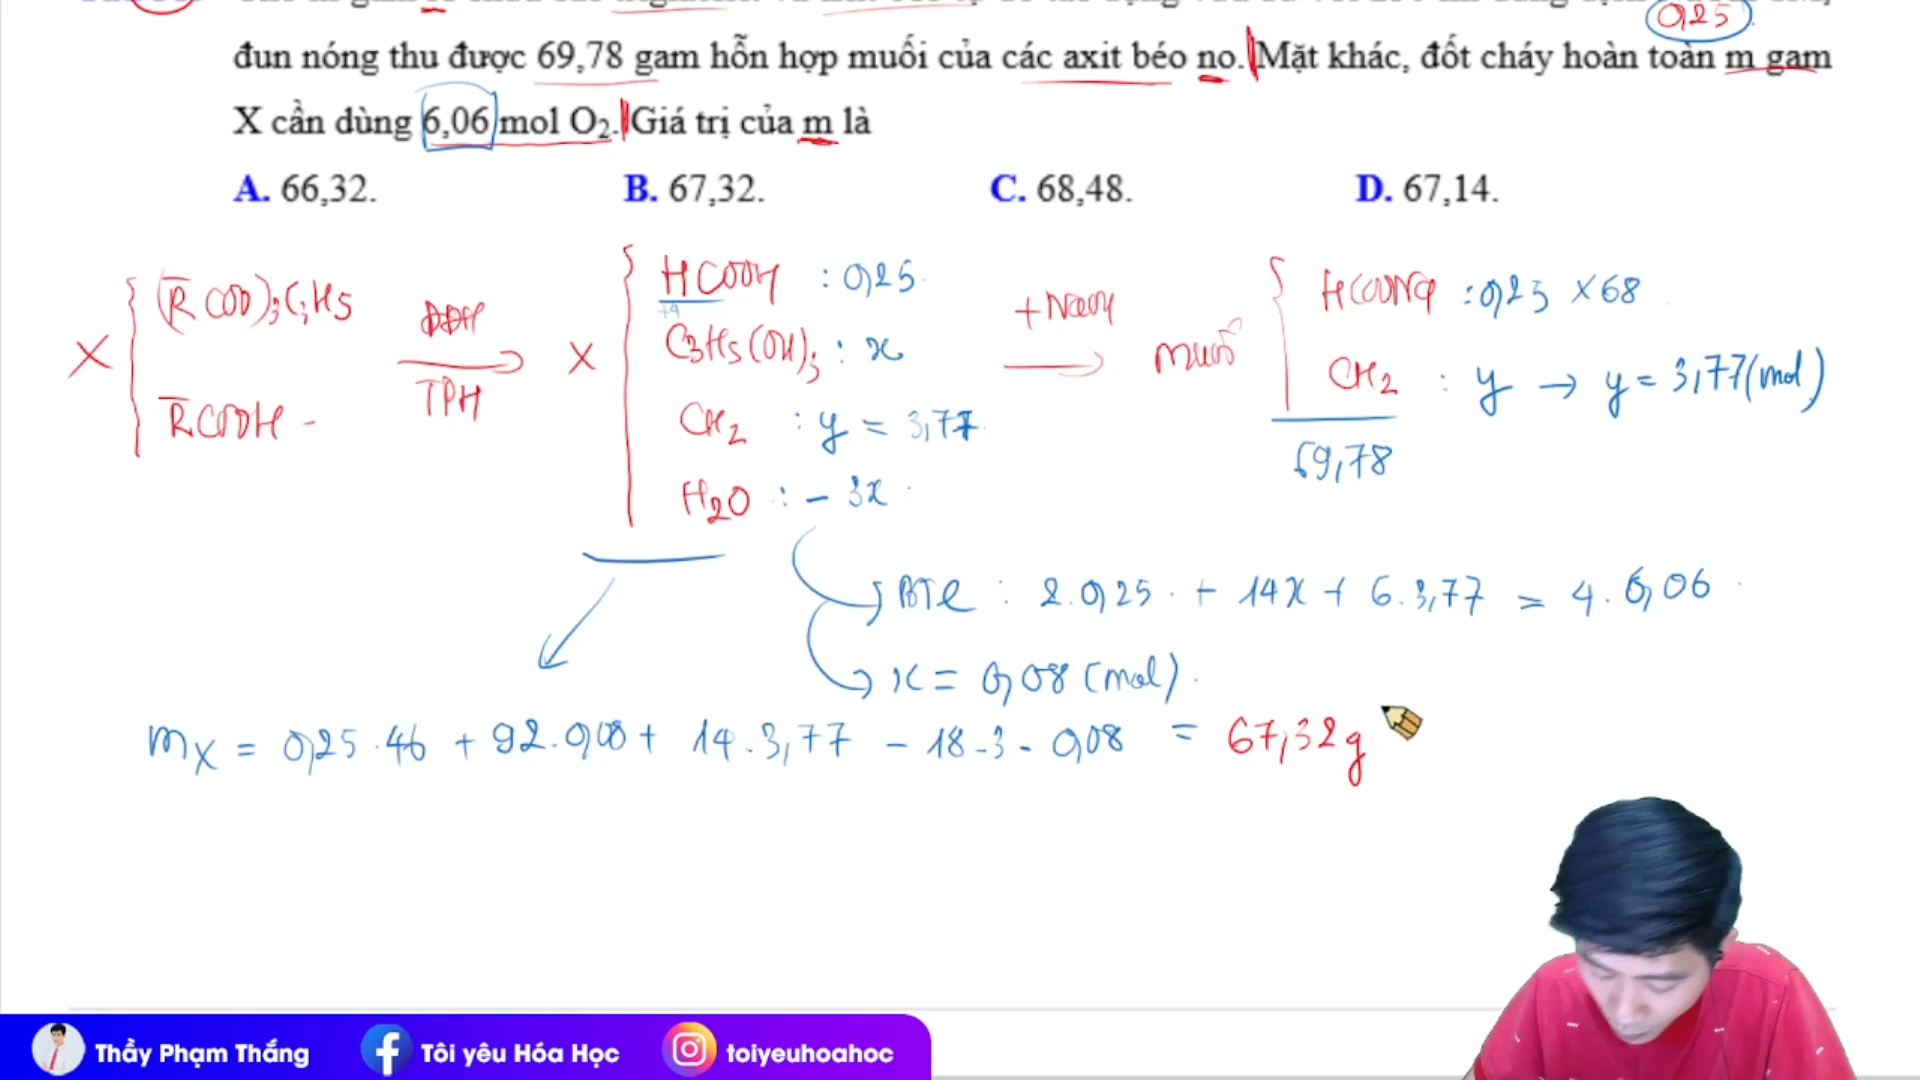 0,25
đun nóng thu được 69,78 gam hỗn hợp muối của các axit béo no. Mặt khác, đốt cháy hoàn toàn m gam
X cần dùng 6,06 mol O₂. Giá trị của m là
A. 66,32. B. 67,32. C. 68,48. D. 67,14.
X { (R̅COO)₃C₃H₅
R̅COOH
ĐĐH
TPH
X { HCOOH : 0,25
C₃H₅(OH)₃ : x
CH₂ : y = 3,77
H₂O : - 3x
+ NaOH
muối { HCOONa : 0,25 × 68
CH₂ : y → y = 3,77 (mol)
69,78
BTe : 2.0,25 + 14x + 6.3,77 = 4.6,06
x = 0,08 (mol).
mX = 0,25.46 + 92.0,08 + 14.3,77 - 18.3.0,08 = 67,32g
Thầy Phạm Thắng Tôi yêu Hóa Học toiyeuhoahoc